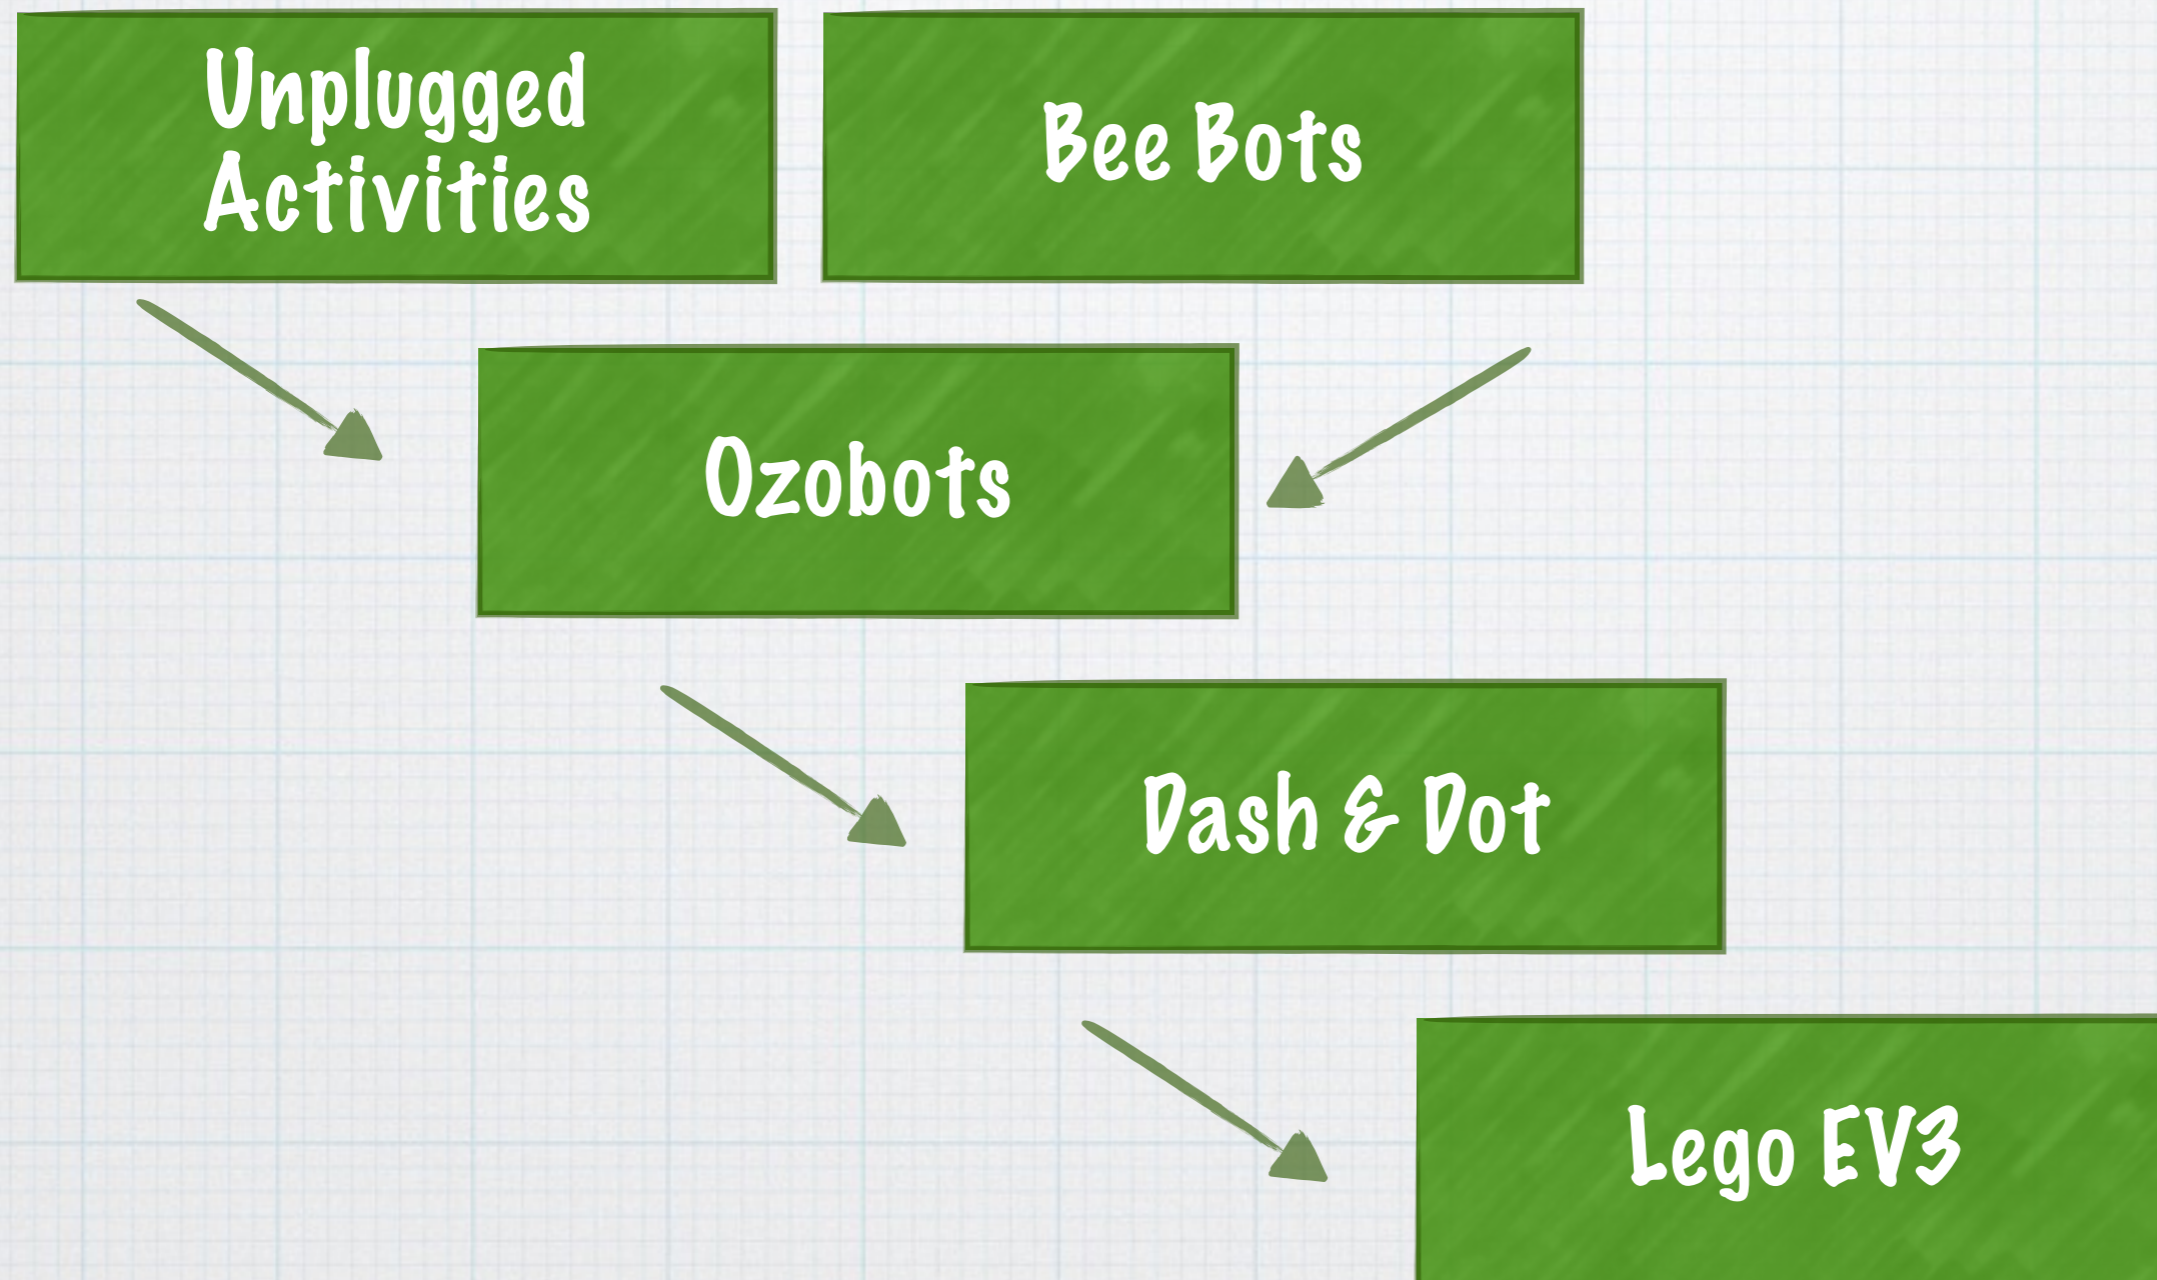 Unplugged
Activities
Bee Bots
Ozobots
Dash & Dot
Lego EV3